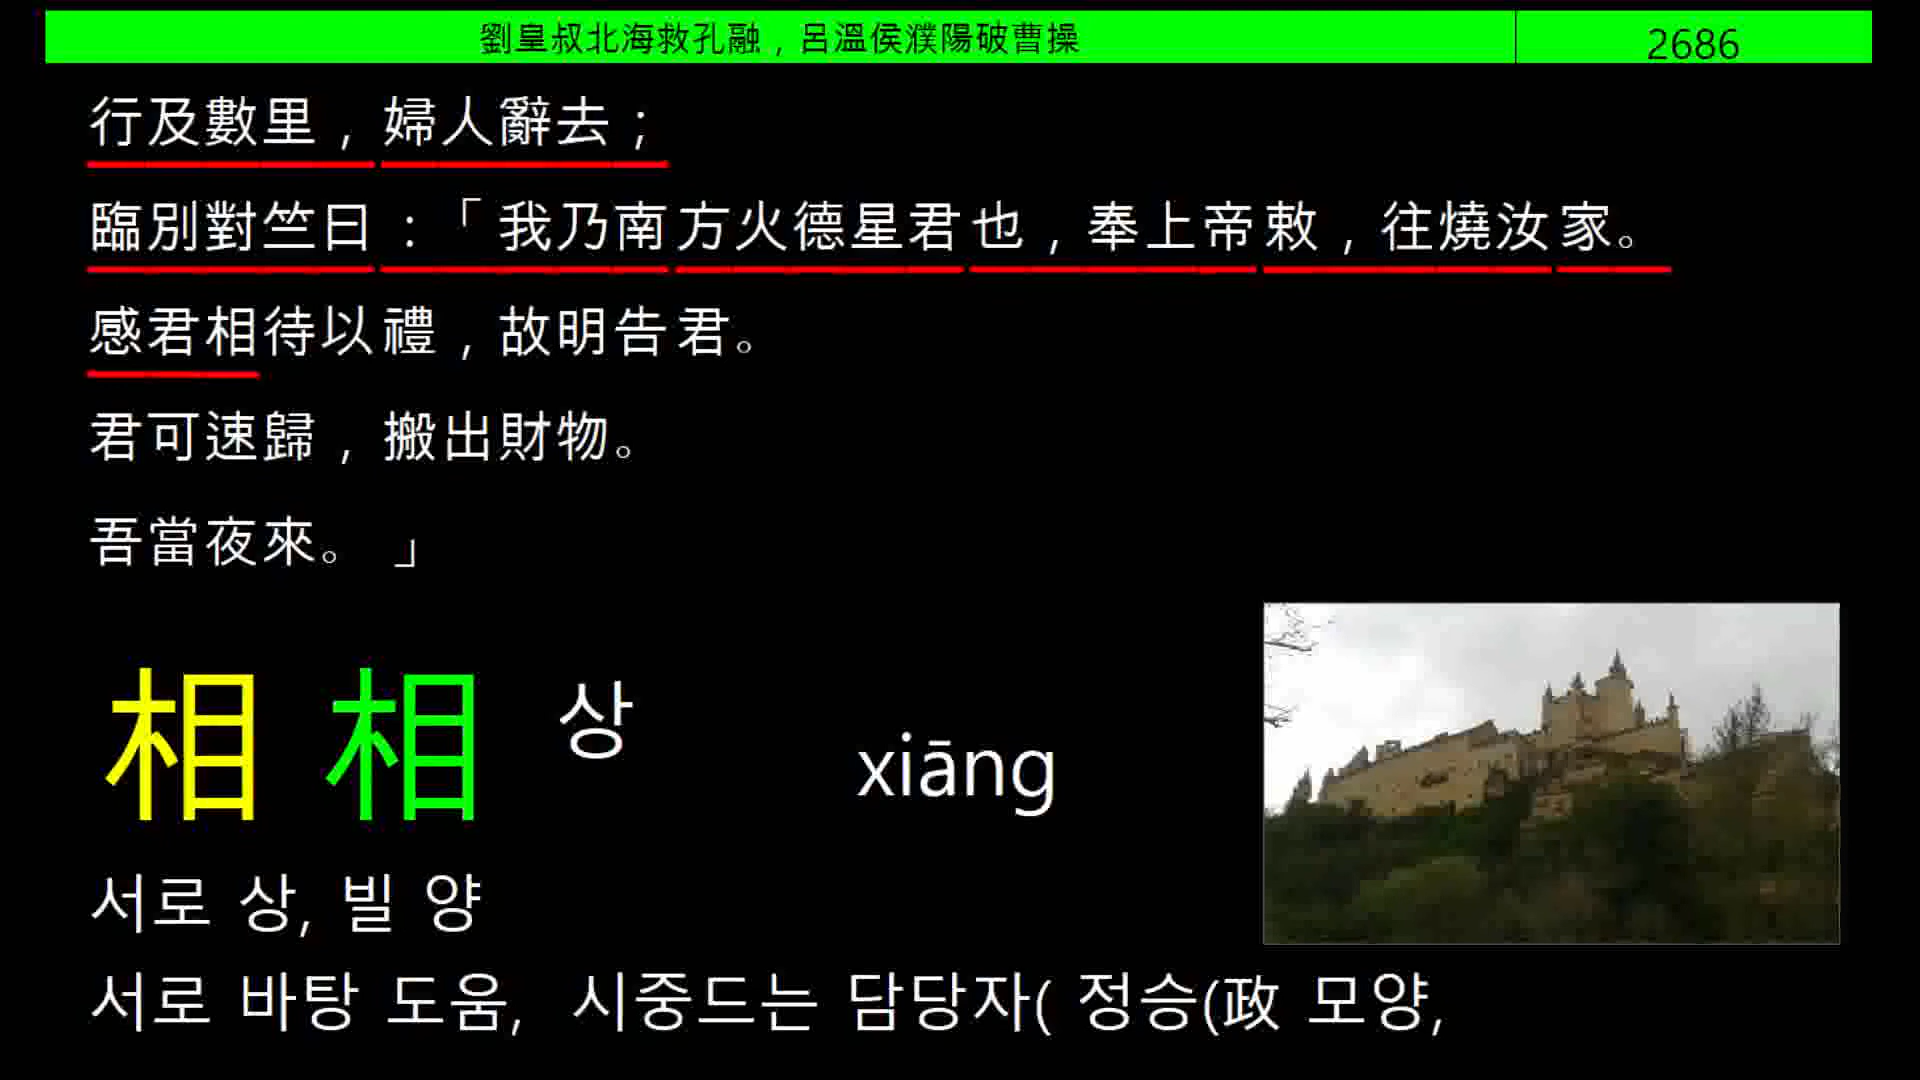 劉皇叔北海救孔融，呂溫侯濮陽破曹操
2686
行及數里，婦人辭去；
臨別對竺曰：「我乃南方火德星君也，奉上帝敕，往燒汝家。
感君相待以禮，故明告君。
君可速歸，搬出財物。
吾當夜來。」
相 相 상 xiāng
서로 상, 빌 양
서로 바탕 도움, 시중드는 담당자( 정승(政 모양,